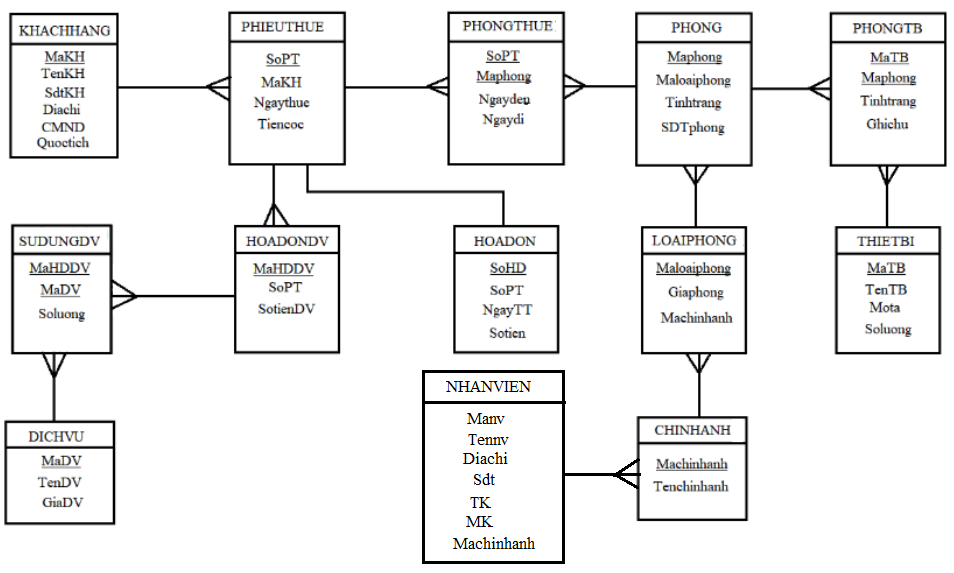 KHACHHANG
MaKH
TenKH
SdtKH
Diachi
CMND
Quoctich
PHIEUTHUE
SoPT
MaKH
Ngaythue
Tiencoc
PHONGTHUE
SoPT
Maphong
Ngayden
Ngaydi
PHONG
Maphong
Maloaiphong
Tinhtrang
SDTphong
PHONGTB
MaTB
Maphong
Tinhtrang
Ghichu
SUDUNGDV
MaHDDV
MaDV
Soluong
HOADONDV
MaHDDV
SoPT
SotienDV
HOADON
SoHD
SoPT
NgayTT
Sotien
LOAIPHONG
Maloaiphong
Giaphong
Machinhanh
THIETBI
MaTB
TenTB
Mota
Soluong
DICHVU
MaDV
TenDV
GiaDV
NHANVIEN
Manv
Tennv
Diachi
Sdt
TK
MK
Machinhanh
CHINHANH
Machinhanh
Tenchinhanh